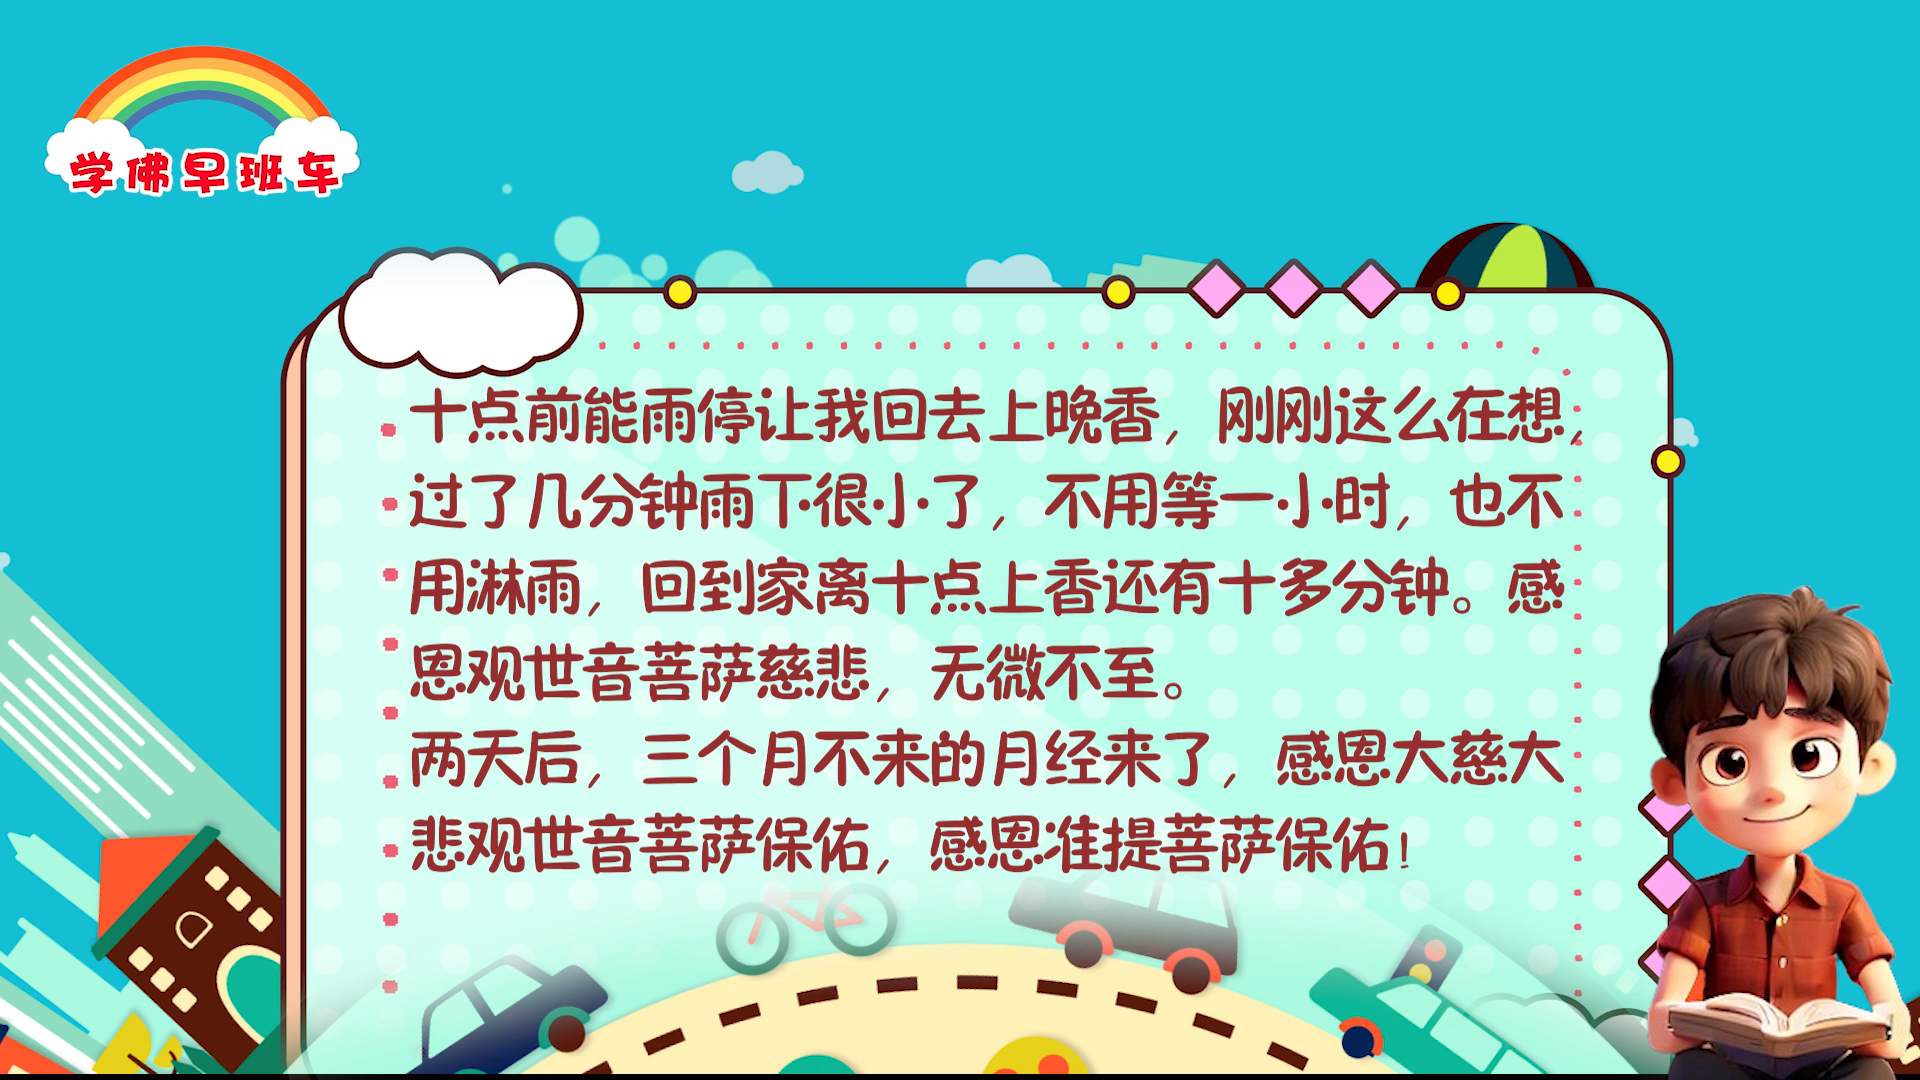 学佛早班车
十点前能雨停让我回去上晚香，刚刚这么在想，
过了几分钟雨下很小了，不用等一小时，也不
用淋雨，回到家离十点上香还有十多分钟。感
恩观世音菩萨慈悲，无微不至。
两天后，三个月不来的月经来了，感恩大慈大
悲观世音菩萨保佑，感恩准提菩萨保佑！